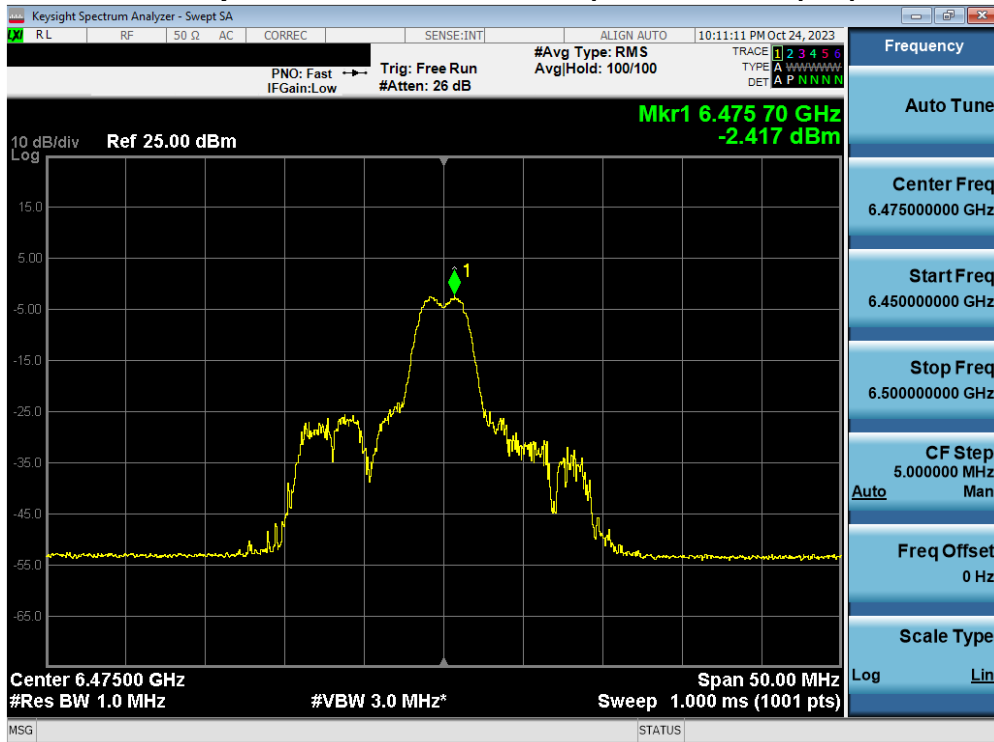 Keysight Spectrum Analyzer - Swept SA
LXI RL RF 50 Ω AC CORREC SENSE:INT ALIGN AUTO 10:11:11 PM Oct 24, 2023
PNO: Fast Trig: Free Run #Avg Type: RMS TRACE 1 2 3 4 5 6
IFGain:Low #Atten: 26 dB Avg|Hold: 100/100 TYPE A WWWWW
DET A P N N N N
Mkr1 6.475 70 GHz
-2.417 dBm
10 dB/div Ref 25.00 dBm
Log
1
15.0
5.00
-5.00
-15.0
-25.0
-35.0
-45.0
-55.0
-65.0
Center 6.47500 GHz Span 50.00 MHz
#Res BW 1.0 MHz #VBW 3.0 MHz* Sweep 1.000 ms (1001 pts)
MSG STATUS
Frequency
Auto Tune
Center Freq
6.475000000 GHz
Start Freq
6.450000000 GHz
Stop Freq
6.500000000 GHz
CF Step
5.000000 MHz
Auto Man
Freq Offset
0 Hz
Scale Type
Log Lin